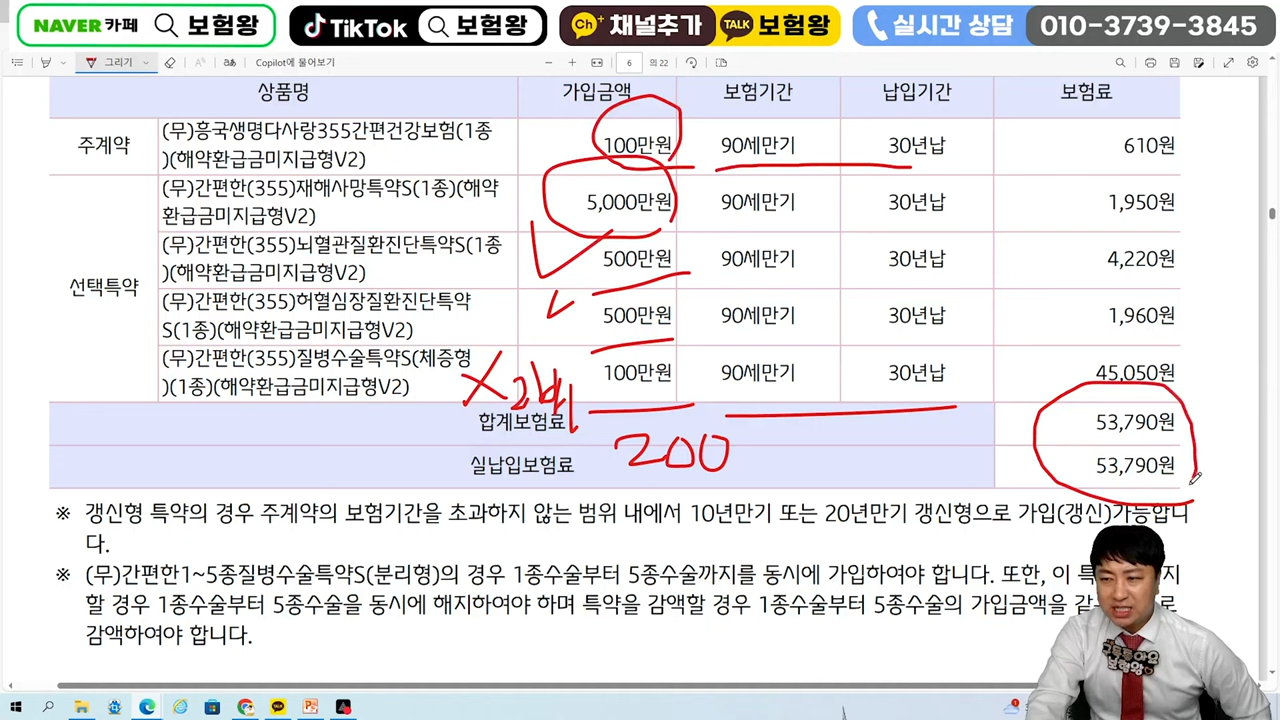 NAVER 카페 보험왕 TikTok 보험왕 Ch+ 채널추가 TALK 보험왕 실시간 상담 010-3739-3845
그리기 aあ Copilot에 물어보기 6 의 22
상품명 가입금액 보험기간 납입기간 보험료
주계약 (무)흥국생명다사랑355간편건강보험(1종
)(해약환급금미지급형V2) 100만원 90세만기 30년납 610원
(무)간편한(355)재해사망특약S(1종)(해약
환급금미지급형V2) 5,000만원 90세만기 30년납 1,950원
(무)간편한(355)뇌혈관질환진단특약S(1종
)(해약환급금미지급형V2) 500만원 90세만기 30년납 4,220원
선택특약
(무)간편한(355)허혈심장질환진단특약
S(1종)(해약환급금미지급형V2) 500만원 90세만기 30년납 1,960원
(무)간편한(355)질병수술특약S(체증형
)(1종)(해약환급금미지급형V2) 100만원 90세만기 30년납 45,050원
2배
합계보험료 53,790원
200
실납입보험료 53,790원
※ 갱신형 특약의 경우 주계약의 보험기간을 초과하지 않는 범위 내에서 10년만기 또는 20년만기 갱신형으로 가입(갱신)가능합니
다.
※ (무)간편한1~5종질병수술특약S(분리형)의 경우 1종수술부터 5종수술까지를 동시에 가입하여야 합니다. 또한, 이 특 지
할 경우 1종수술부터 5종수술을 동시에 해지하여야 하며 특약을 감액할 경우 1종수술부터 5종수술의 가입금액을 같 로
감액하여야 합니다.
구독좋아요
보험왕
TALK